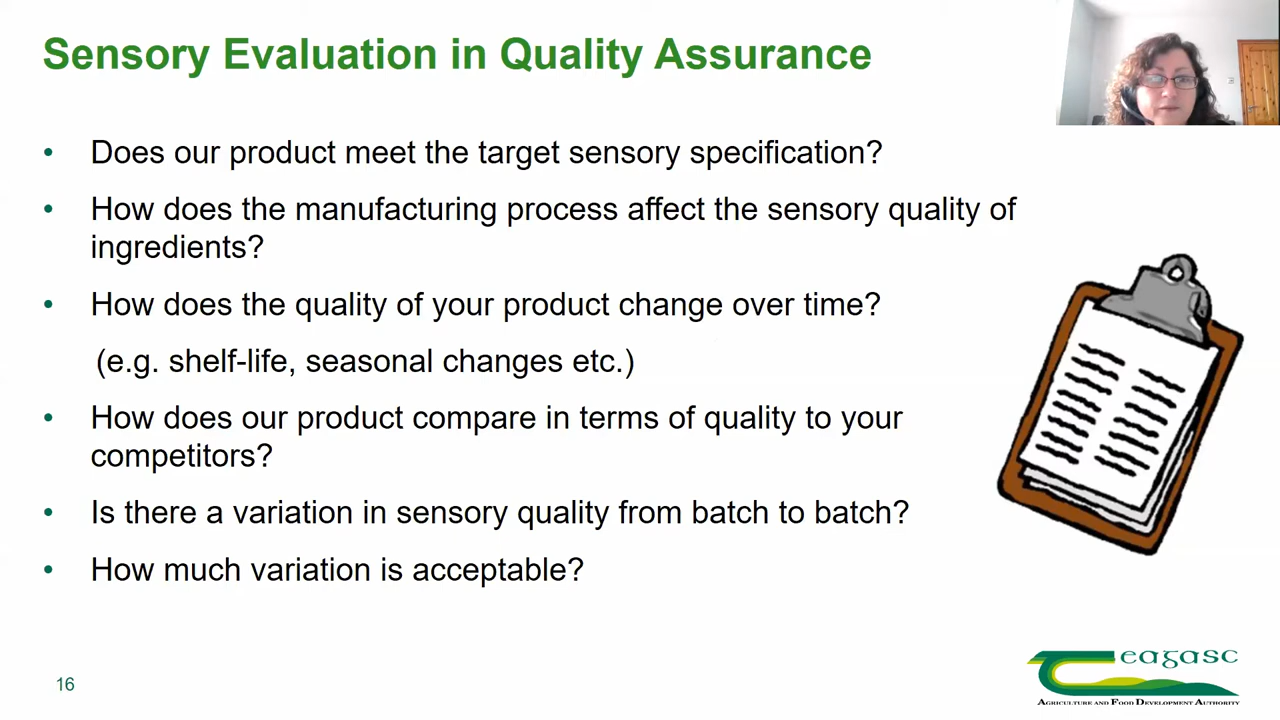 Sensory Evaluation in Quality Assurance
• Does our product meet the target sensory specification?
• How does the manufacturing process affect the sensory quality of
ingredients?
• How does the quality of your product change over time?
(e.g. shelf-life, seasonal changes etc.)
• How does our product compare in terms of quality to your
competitors?
• Is there a variation in sensory quality from batch to batch?
• How much variation is acceptable?
16
teagasc
AGRICULTURE AND FOOD DEVELOPMENT AUTHORITY